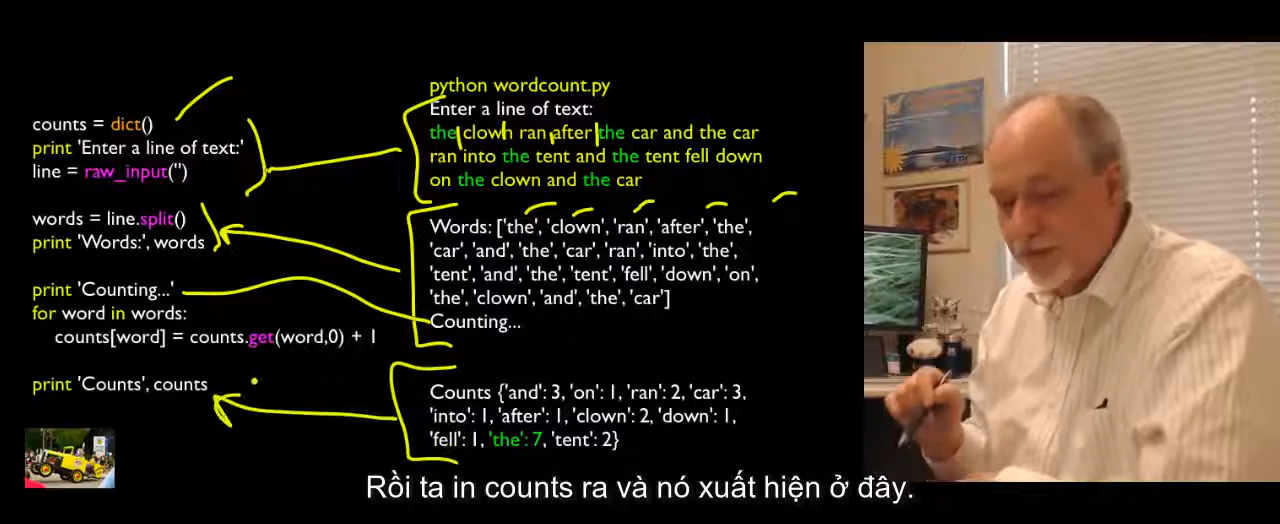 counts = dict()
print 'Enter a line of text:'
line = raw_input('')
words = line.split()
print 'Words:', words
print 'Counting...'
for word in words:
counts[word] = counts.get(word,0) + 1
print 'Counts', counts
python wordcount.py
Enter a line of text:
the clown ran after the car and the car
ran into the tent and the tent fell down
on the clown and the car
Words: ['the', 'clown', 'ran', 'after', 'the',
'car', 'and', 'the', 'car', 'ran', 'into', 'the',
'tent', 'and', 'the', 'tent', 'fell', 'down', 'on',
'the', 'clown', 'and', 'the', 'car']
Counting...
Counts {'and': 3, 'on': 1, 'ran': 2, 'car': 3,
'into': 1, 'after': 1, 'clown': 2, 'down': 1,
'fell': 1, 'the': 7, 'tent': 2}
Rồi ta in counts ra và nó xuất hiện ở đây.